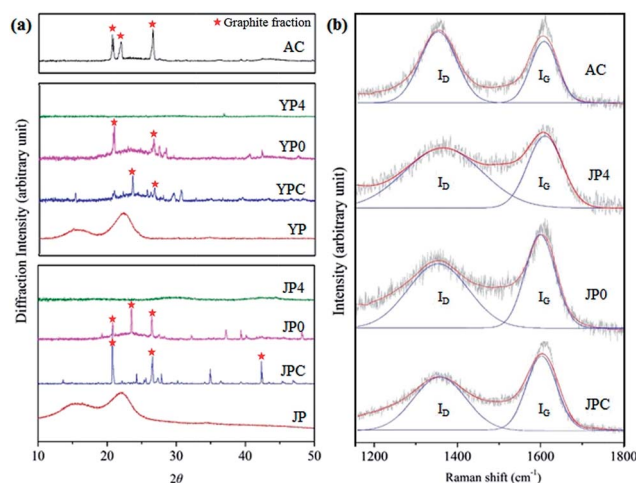 (a)
★ Graphite fraction
AC
YP4
YP0
YPC
YP
JP4
JP0
JPC
JP
Diffraction Intensity (arbitrary unit)
10 20 30 40 50
2θ
(b)
I_D I_G AC
I_D I_G JP4
I_D I_G JP0
I_D I_G JPC
Intensity (arbitrary unit)
1200 1400 1600 1800
Raman shift (cm⁻¹)